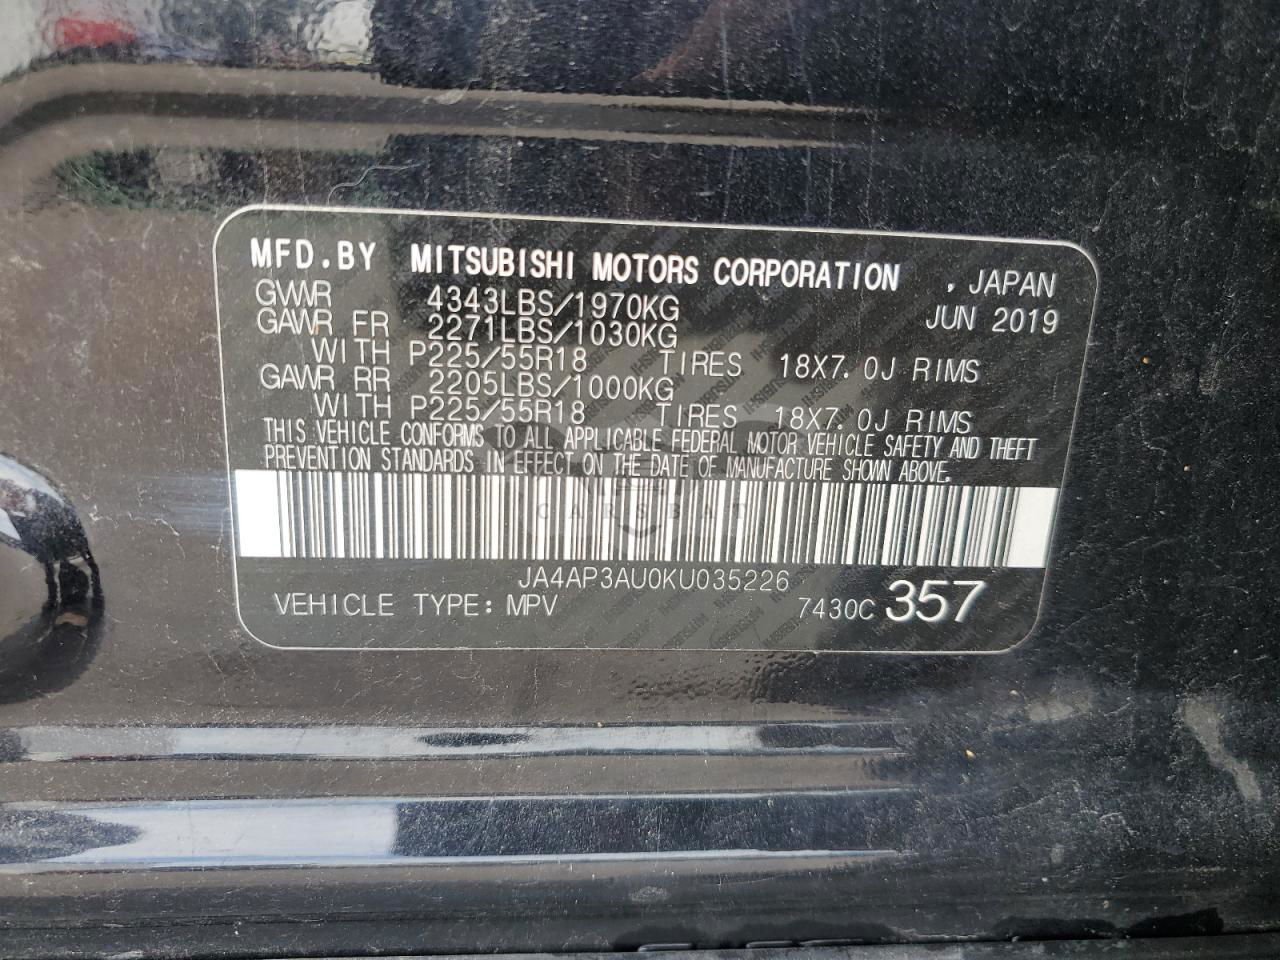 MFD.BY MITSUBISHI MOTORS CORPORATION , JAPAN
GVWR 4343LBS/1970KG JUN 2019
GAWR FR 2271LBS/1030KG
WITH P225/55R18 TIRES 18X7.0J RIMS
GAWR RR 2205LBS/1000KG
WITH P225/55R18 TIRES 18X7.0J RIMS
THIS VEHICLE CONFORMS TO ALL APPLICABLE FEDERAL MOTOR VEHICLE SAFETY AND THEFT
PREVENTION STANDARDS IN EFFECT ON THE DATE OF MANUFACTURE SHOWN ABOVE.
CARSBAT
JA4AP3AU0KU035226
VEHICLE TYPE: MPV 7430C 357